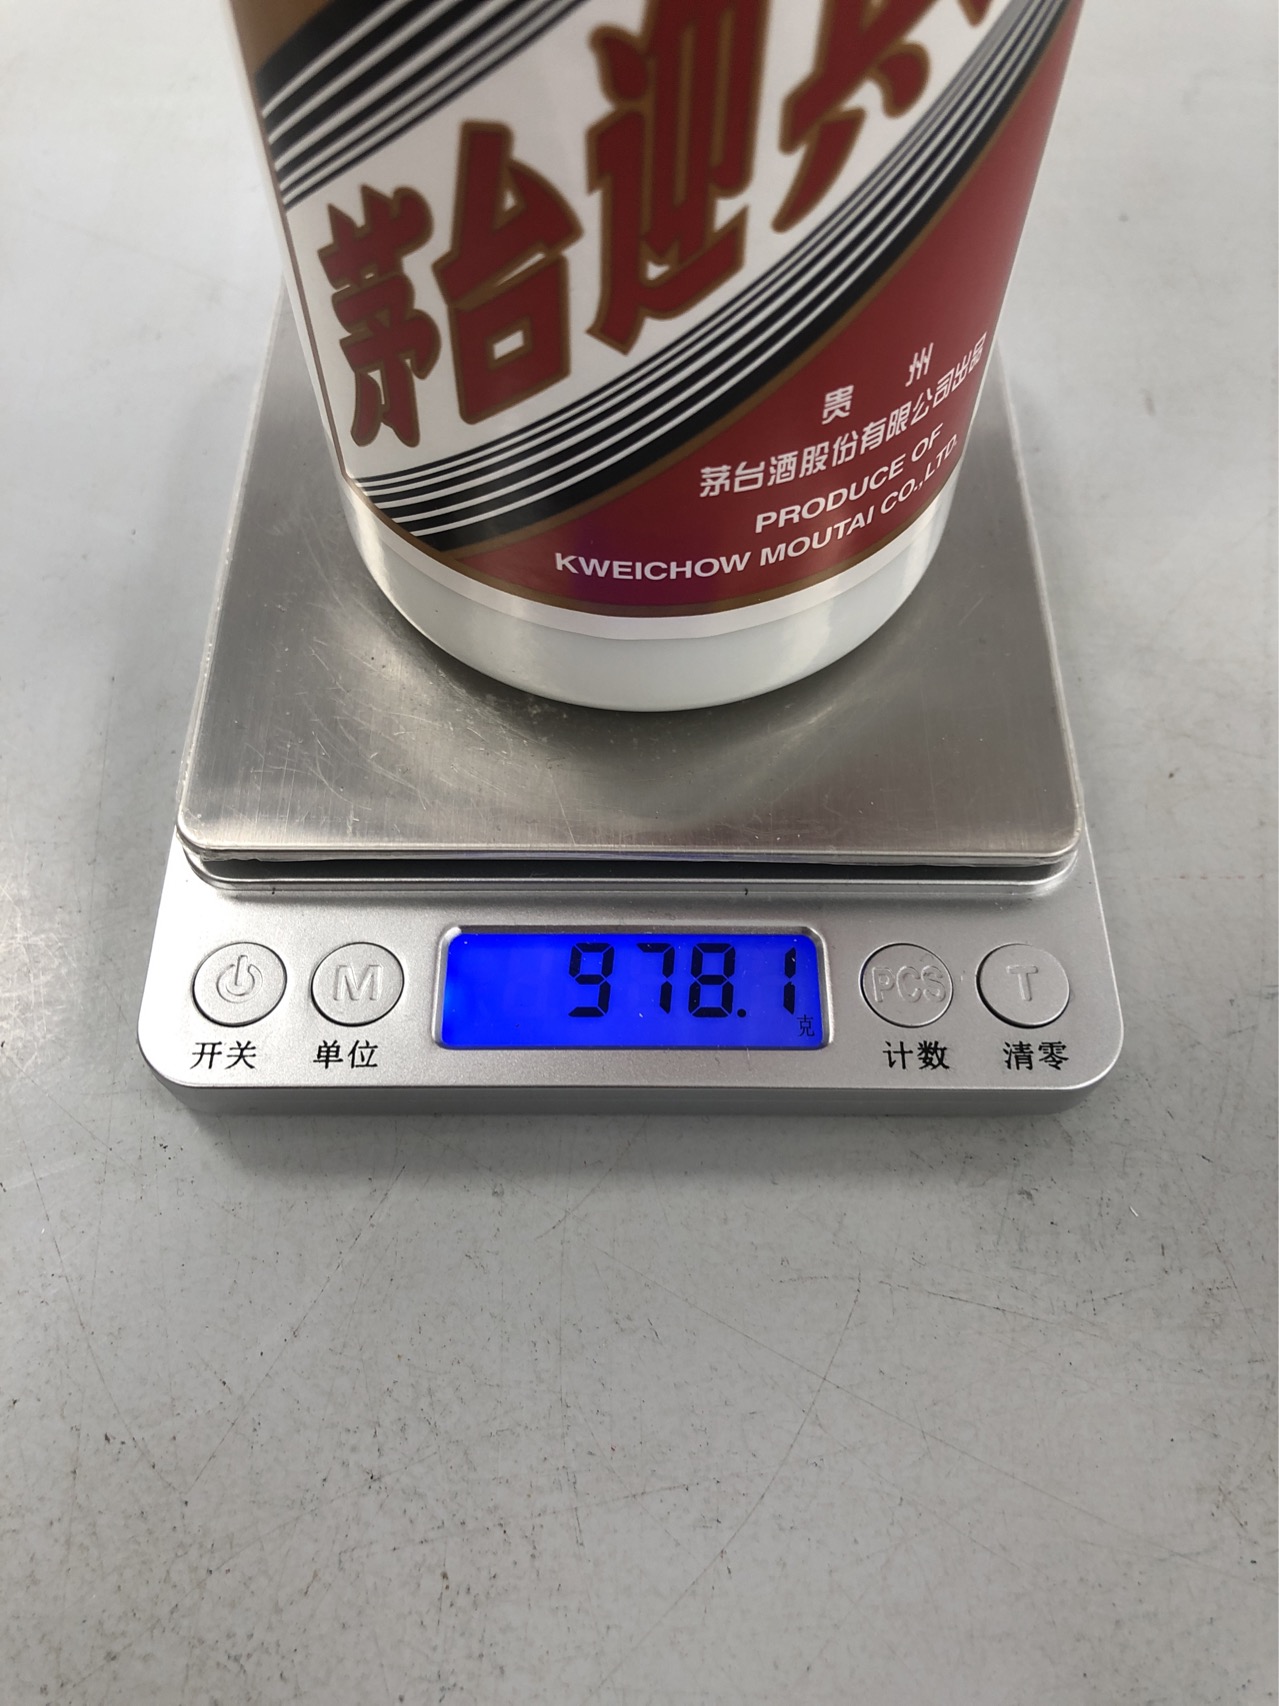 茅台迎宾
贵州
茅台酒股份有限公司出品
PRODUCE OF
KWEICHOW MOUTAI CO.,LTD.
978.1
克
M
PCS
T
开关
单位
计数
清零